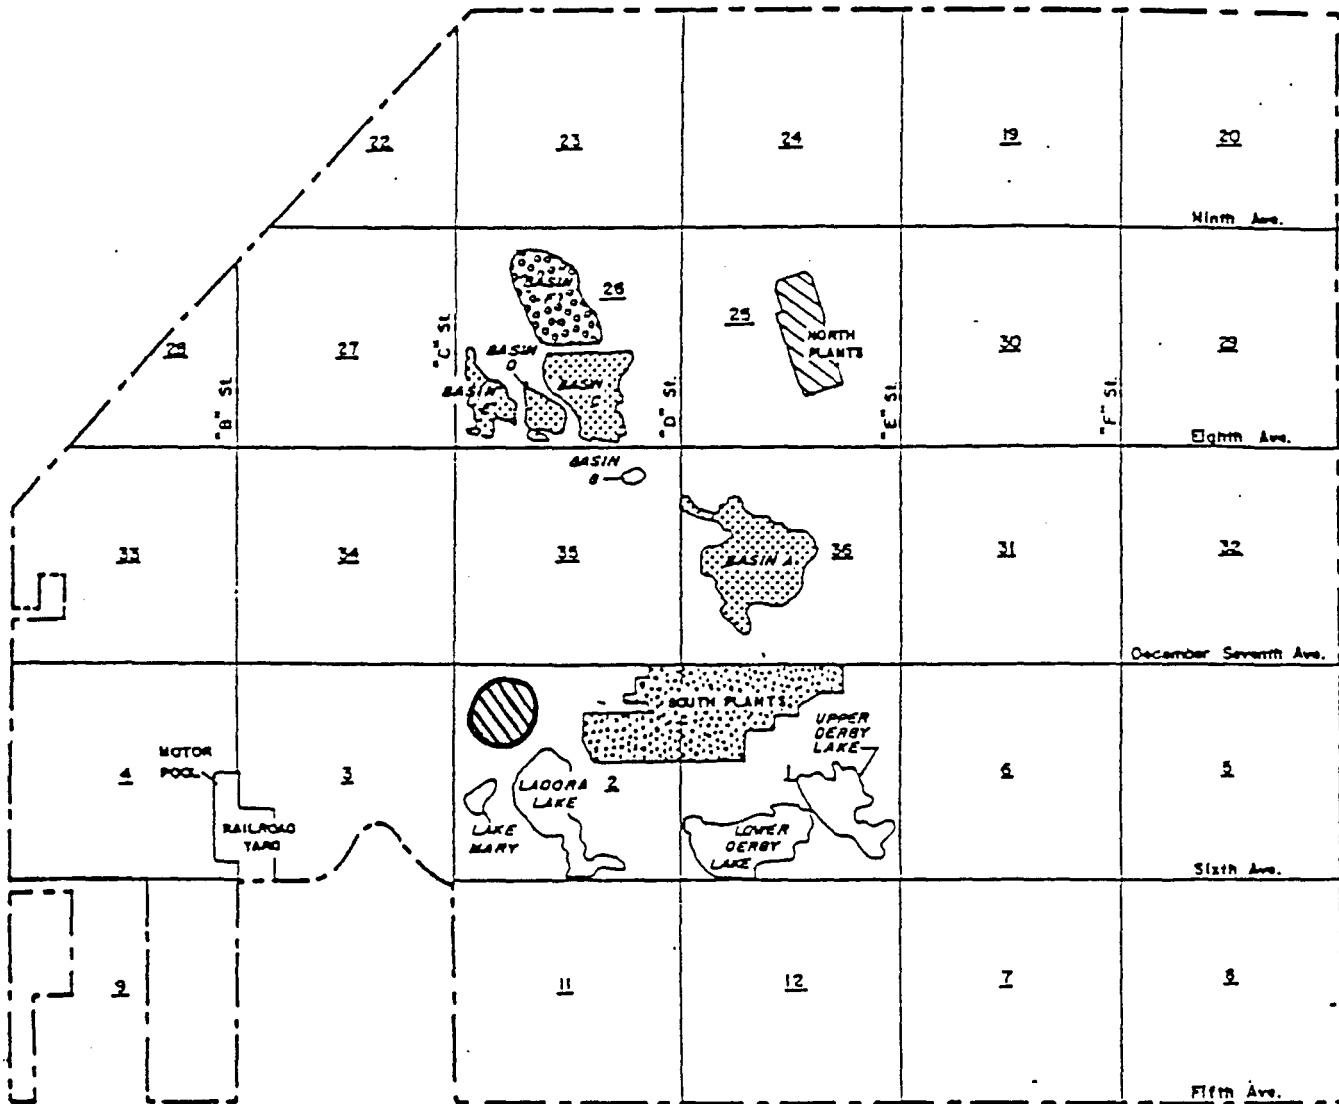 22
23
24
19
20
Ninth Ave.
BASIN
F
26
25
NORTH
PLANTS
30
29
28
27
"B" St.
"C" St.
"D" St.
"E" St.
"F" St.
BASIN
D
BASIN
BASIN
C
Eighth Ave.
BASIN
B
33
34
35
BASIN A
36
31
32
December Seventh Ave.
SOUTH PLANTS
UPPER
DERBY
LAKE
MOTOR
POOL
4
3
RAILROAD
YARD
LADORA
LAKE
2
LAKE
MARY
1
LOWER
DERBY
LAKE
6
5
Sixth Ave.
9
11
12
7
8
Fifth Ave.